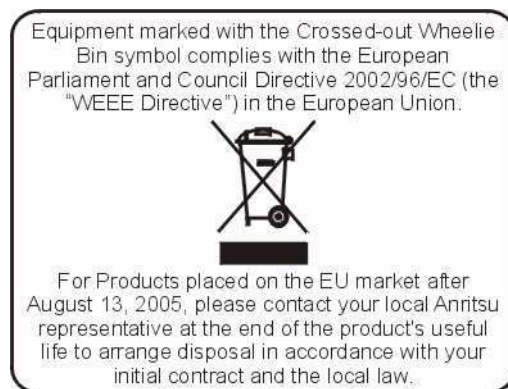 Equipment marked with the Crossed-out Wheelie
Bin symbol complies with the European
Parliament and Council Directive 2002/96/EC (the
"WEEE Directive") in the European Union.
For Products placed on the EU market after
August 13, 2005, please contact your local Anritsu
representative at the end of the product's useful
life to arrange disposal in accordance with your
initial contract and the local law.